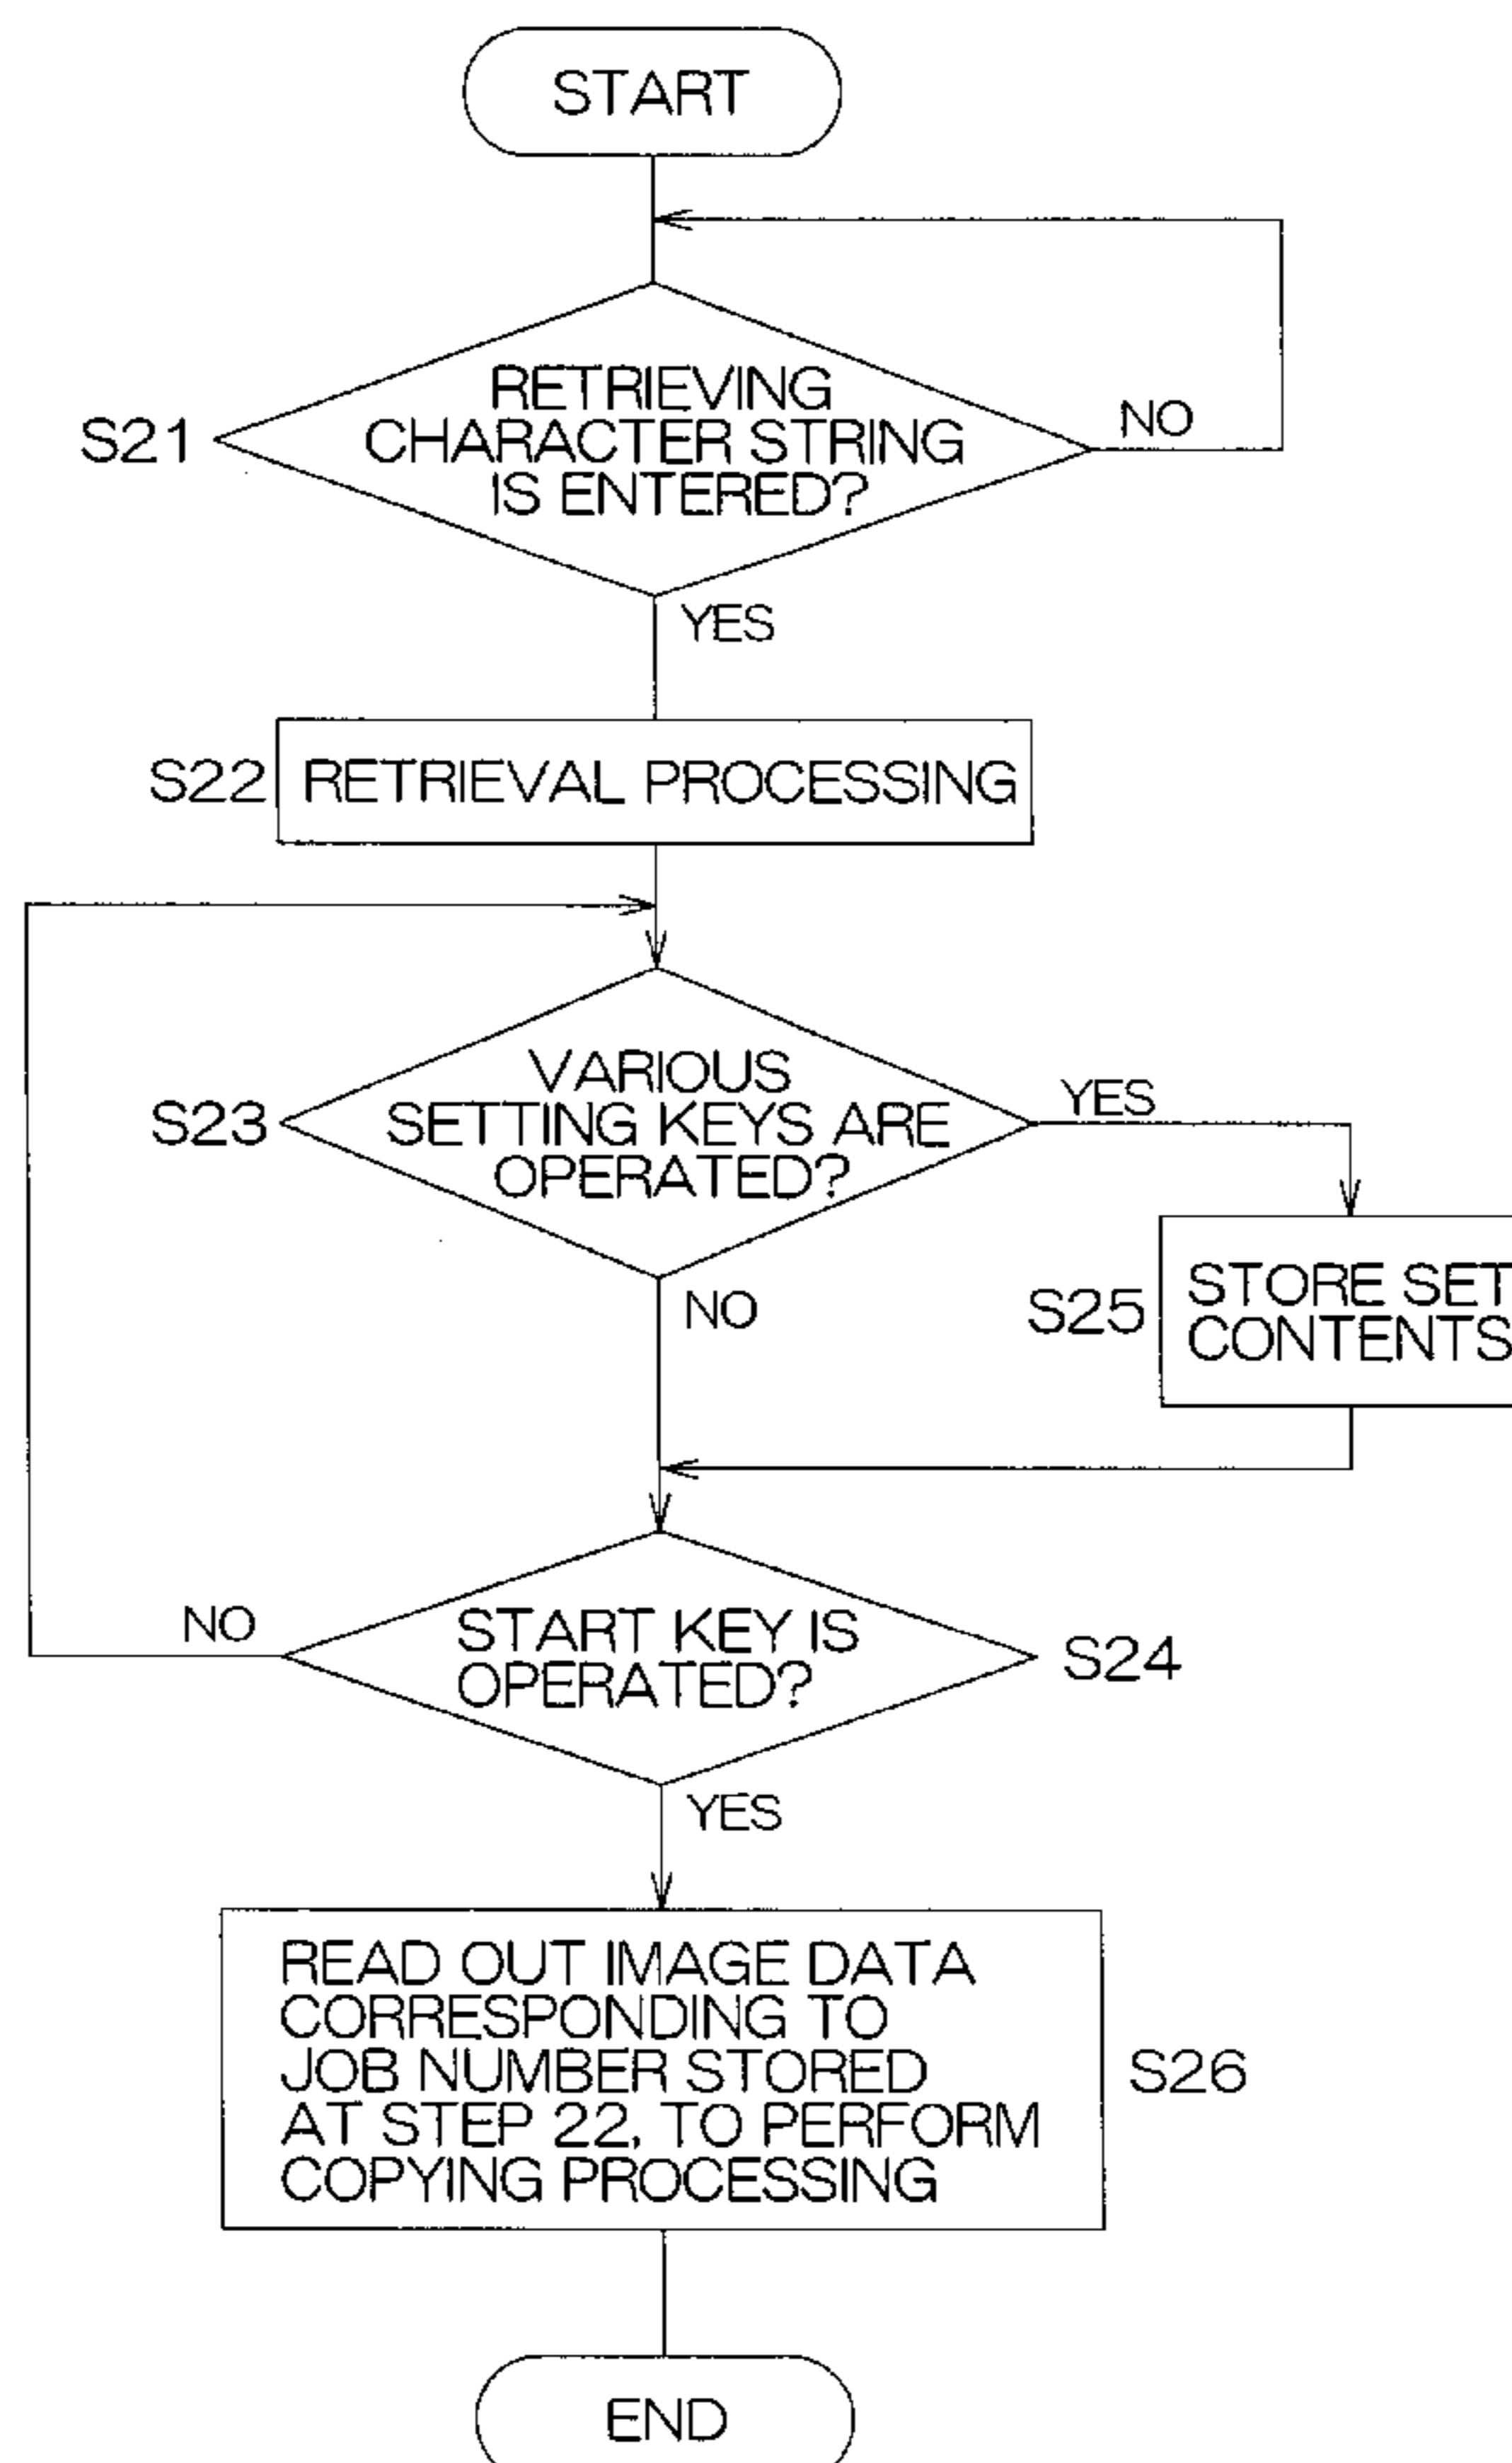 START
RETRIEVING
CHARACTER STRING
IS ENTERED?
S21
NO
YES
S22
RETRIEVAL PROCESSING
VARIOUS
SETTING KEYS ARE
OPERATED?
S23
YES
NO
S25
STORE SET
CONTENTS
NO
START KEY IS
OPERATED?
S24
YES
READ OUT IMAGE DATA
CORRESPONDING TO
JOB NUMBER STORED
AT STEP 22, TO PERFORM
COPYING PROCESSING
S26
END